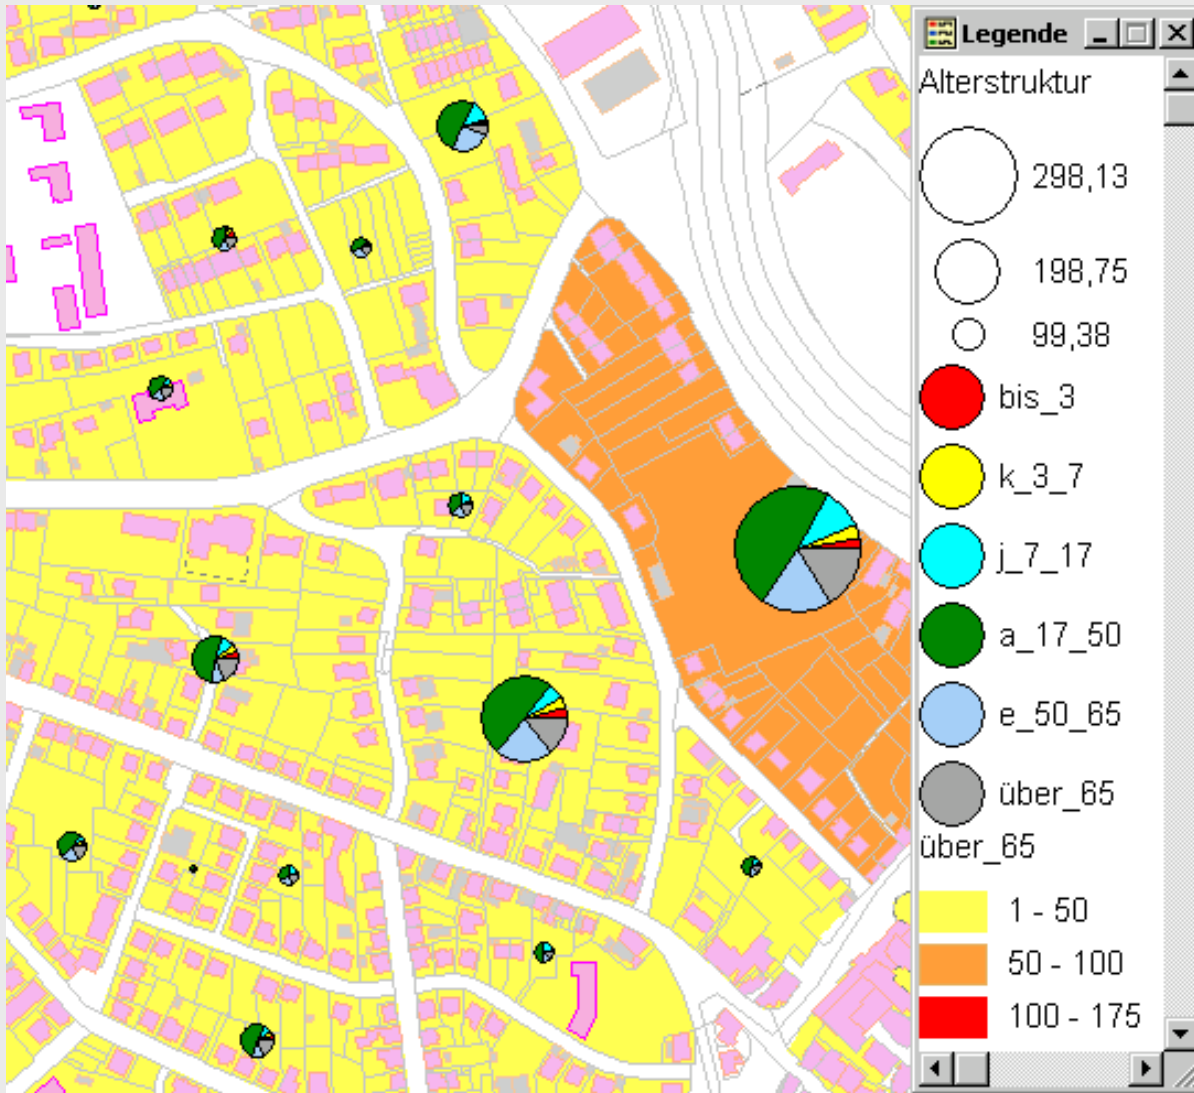 Legende
Alterstruktur
298,13
198,75
99,38
bis_3
k_3_7
j_7_17
a_17_50
e_50_65
über_65
über_65
1 - 50
50 - 100
100 - 175